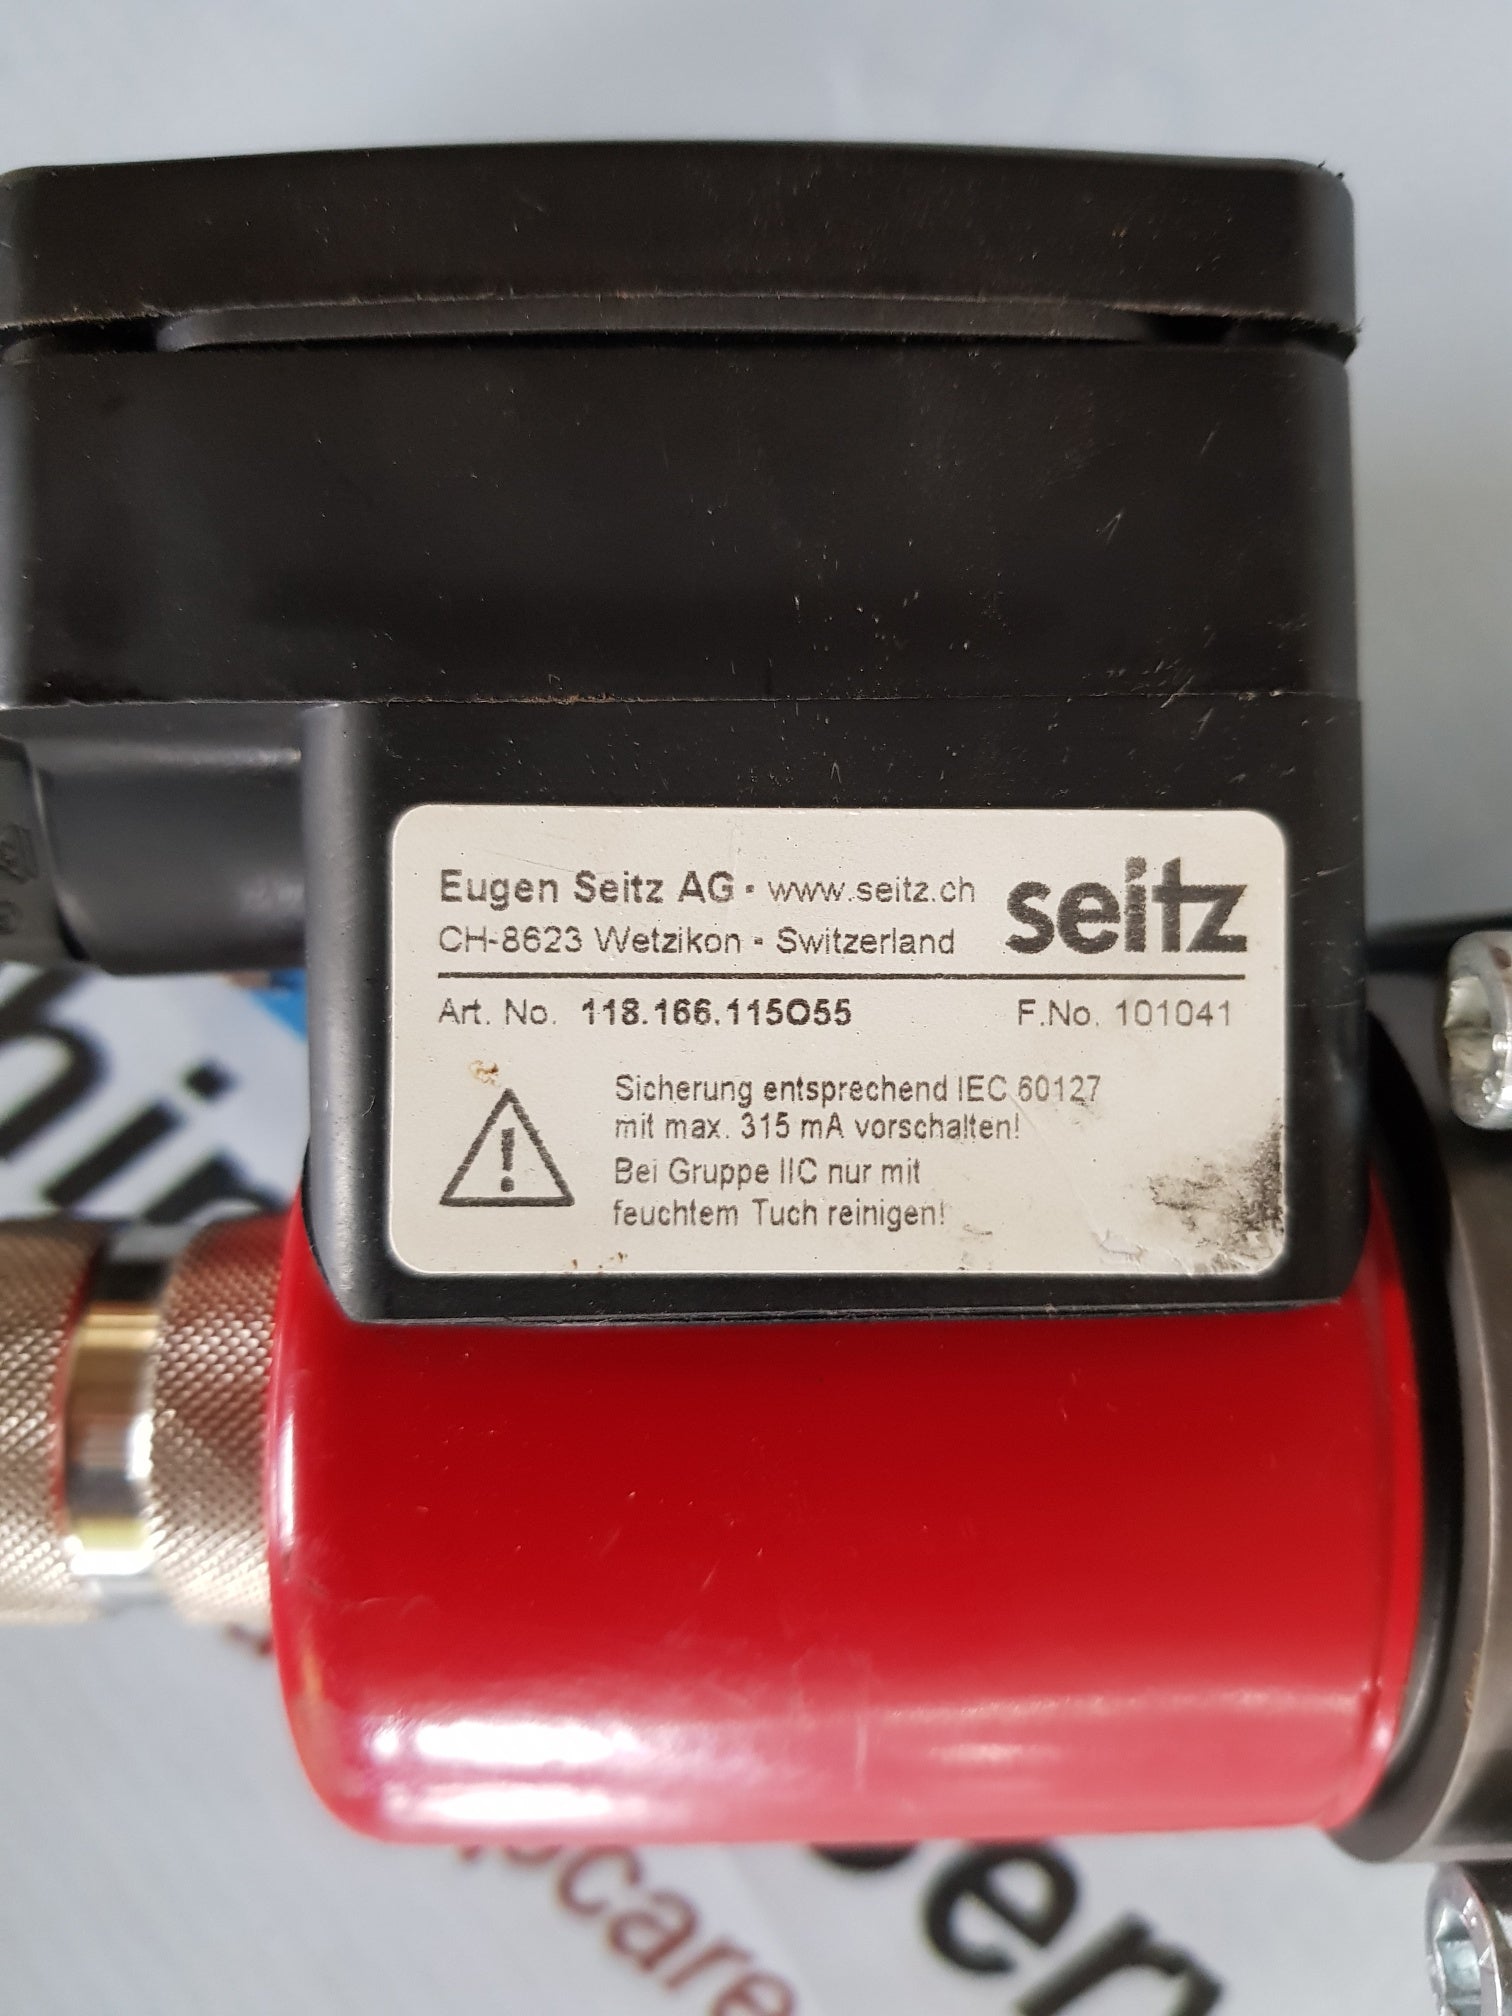 Eugen Seitz AG • www.seitz.ch
CH-8623 Wetzikon • Switzerland
seitz
Art. No. 118.166.115O55 F.No. 101041
Sicherung entsprechend IEC 60127
mit max. 315 mA vorschalten!
Bei Gruppe IIC nur mit
feuchtem Tuch reinigen!